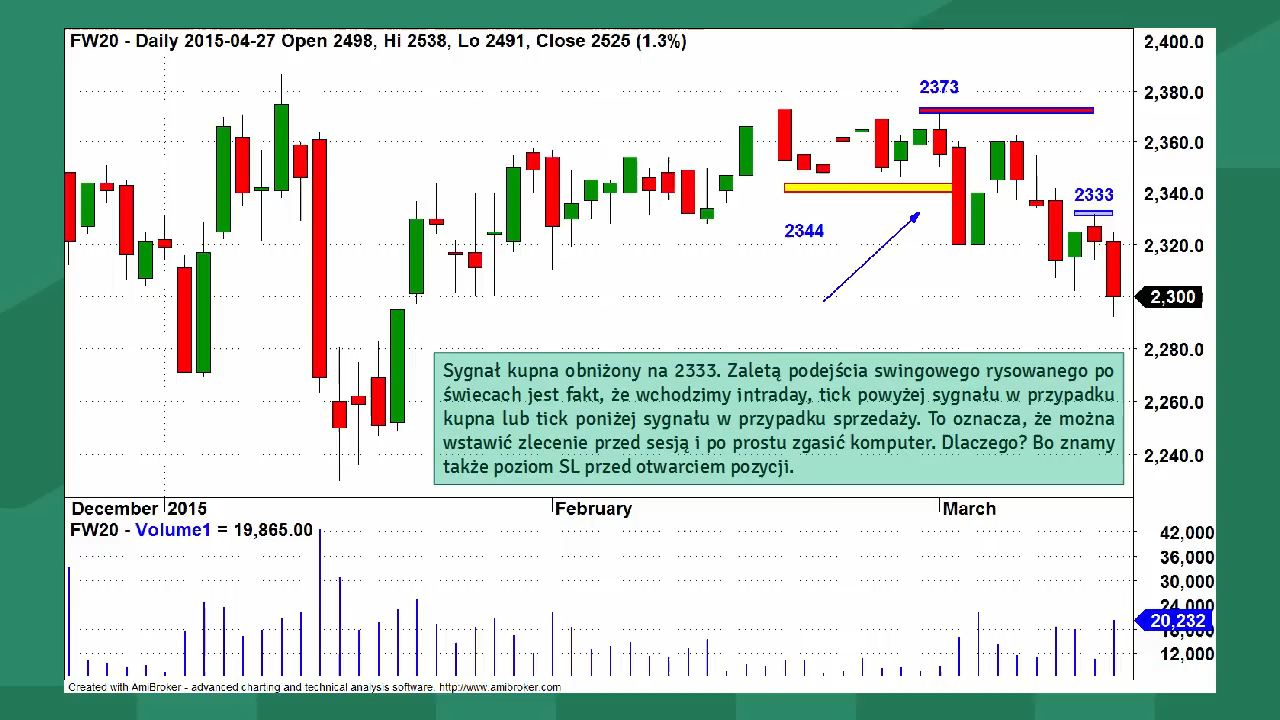 FW20 - Daily 2015-04-27 Open 2498, Hi 2538, Lo 2491, Close 2525 (1.3%)
2,400.0
2,380.0
2,360.0
2,340.0
2,320.0
2,300
2,280.0
2,260.0
2,240.0
2373
2344
2333
Sygnał kupna obniżony na 2333. Zaletą podejścia swingowego rysowanego po
świecach jest fakt, że wchodzimy intraday, tick powyżej sygnału w przypadku
kupna lub tick poniżej sygnału w przypadku sprzedaży. To oznacza, że można
wstawić zlecenie przed sesją i po prostu zgasić komputer. Dlaczego? Bo znamy
także poziom SL przed otwarciem pozycji.
December 2015 February March
FW20 - Volume1 = 19,865.00
42,000
36,000
30,000
24,000
20,232
18,000
12,000
Created with AmiBroker - advanced charting and technical analysis software. http://www.amibroker.com